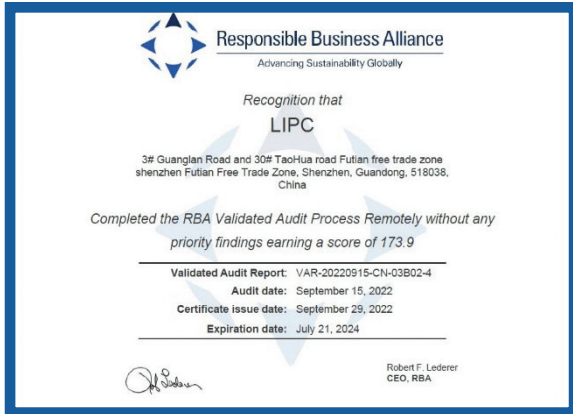 Responsible Business Alliance
Advancing Sustainability Globally
Recognition that
LIPC
3# Guanglan Road and 30# TaoHua road Futian free trade zone
shenzhen Futian Free Trade Zone, Shenzhen, Guandong, 518038,
China
Completed the RBA Validated Audit Process Remotely without any
priority findings earning a score of 173.9
Validated Audit Report: VAR-20220915-CN-03B02-4
Audit date: September 15, 2022
Certificate issue date: September 29, 2022
Expiration date: July 21, 2024
Robert F. Lederer
CEO, RBA